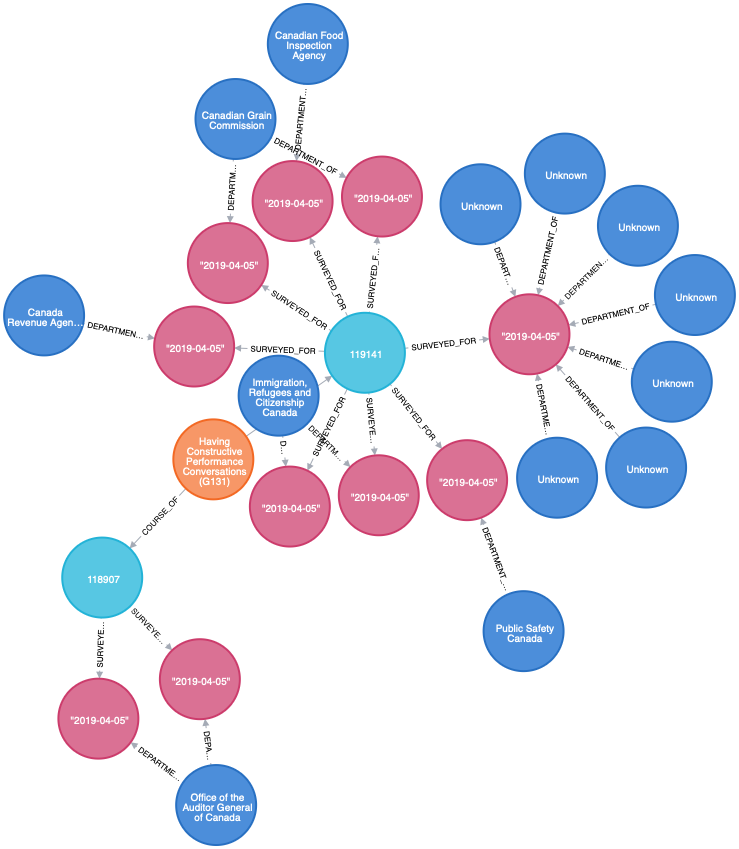 Canadian Food
Inspection
Agency
Canadian Grain
Commission
DEPARTMENT...
DEPARTMENT_OF
DEPARTM...
"2019-04-05"
"2019-04-05"
"2019-04-05"
SURVEYED_FOR
SURVEYED_F...
SURVEYED_FOR
Canada
Revenue Agen...
DEPARTMEN...
"2019-04-05"
SURVEYED_FOR
119141
SURVEYED_FOR
"2019-04-05"
Unknown
Unknown
Unknown
Unknown
Unknown
Unknown
Unknown
DEPART...
DEPARTMENT_OF
DEPARTMEN...
DEPARTMENT_OF
DEPARTME...
DEPARTMENT_OF
DEPARTME...
Immigration,
Refugees and
Citizenship
Canada
SURVEYED_FOR
SURVEYE...
SURVEYED_FOR
D...
DEPARTM...
Having
Constructive
Performance
Conversations
(G131)
"2019-04-05"
"2019-04-05"
"2019-04-05"
COURSE_OF
DEPARTMENT_...
118907
Public Safety
Canada
SURVEYE...
SURVEYE...
"2019-04-05"
"2019-04-05"
DEPARTME...
DEPA...
Office of the
Auditor General
of Canada